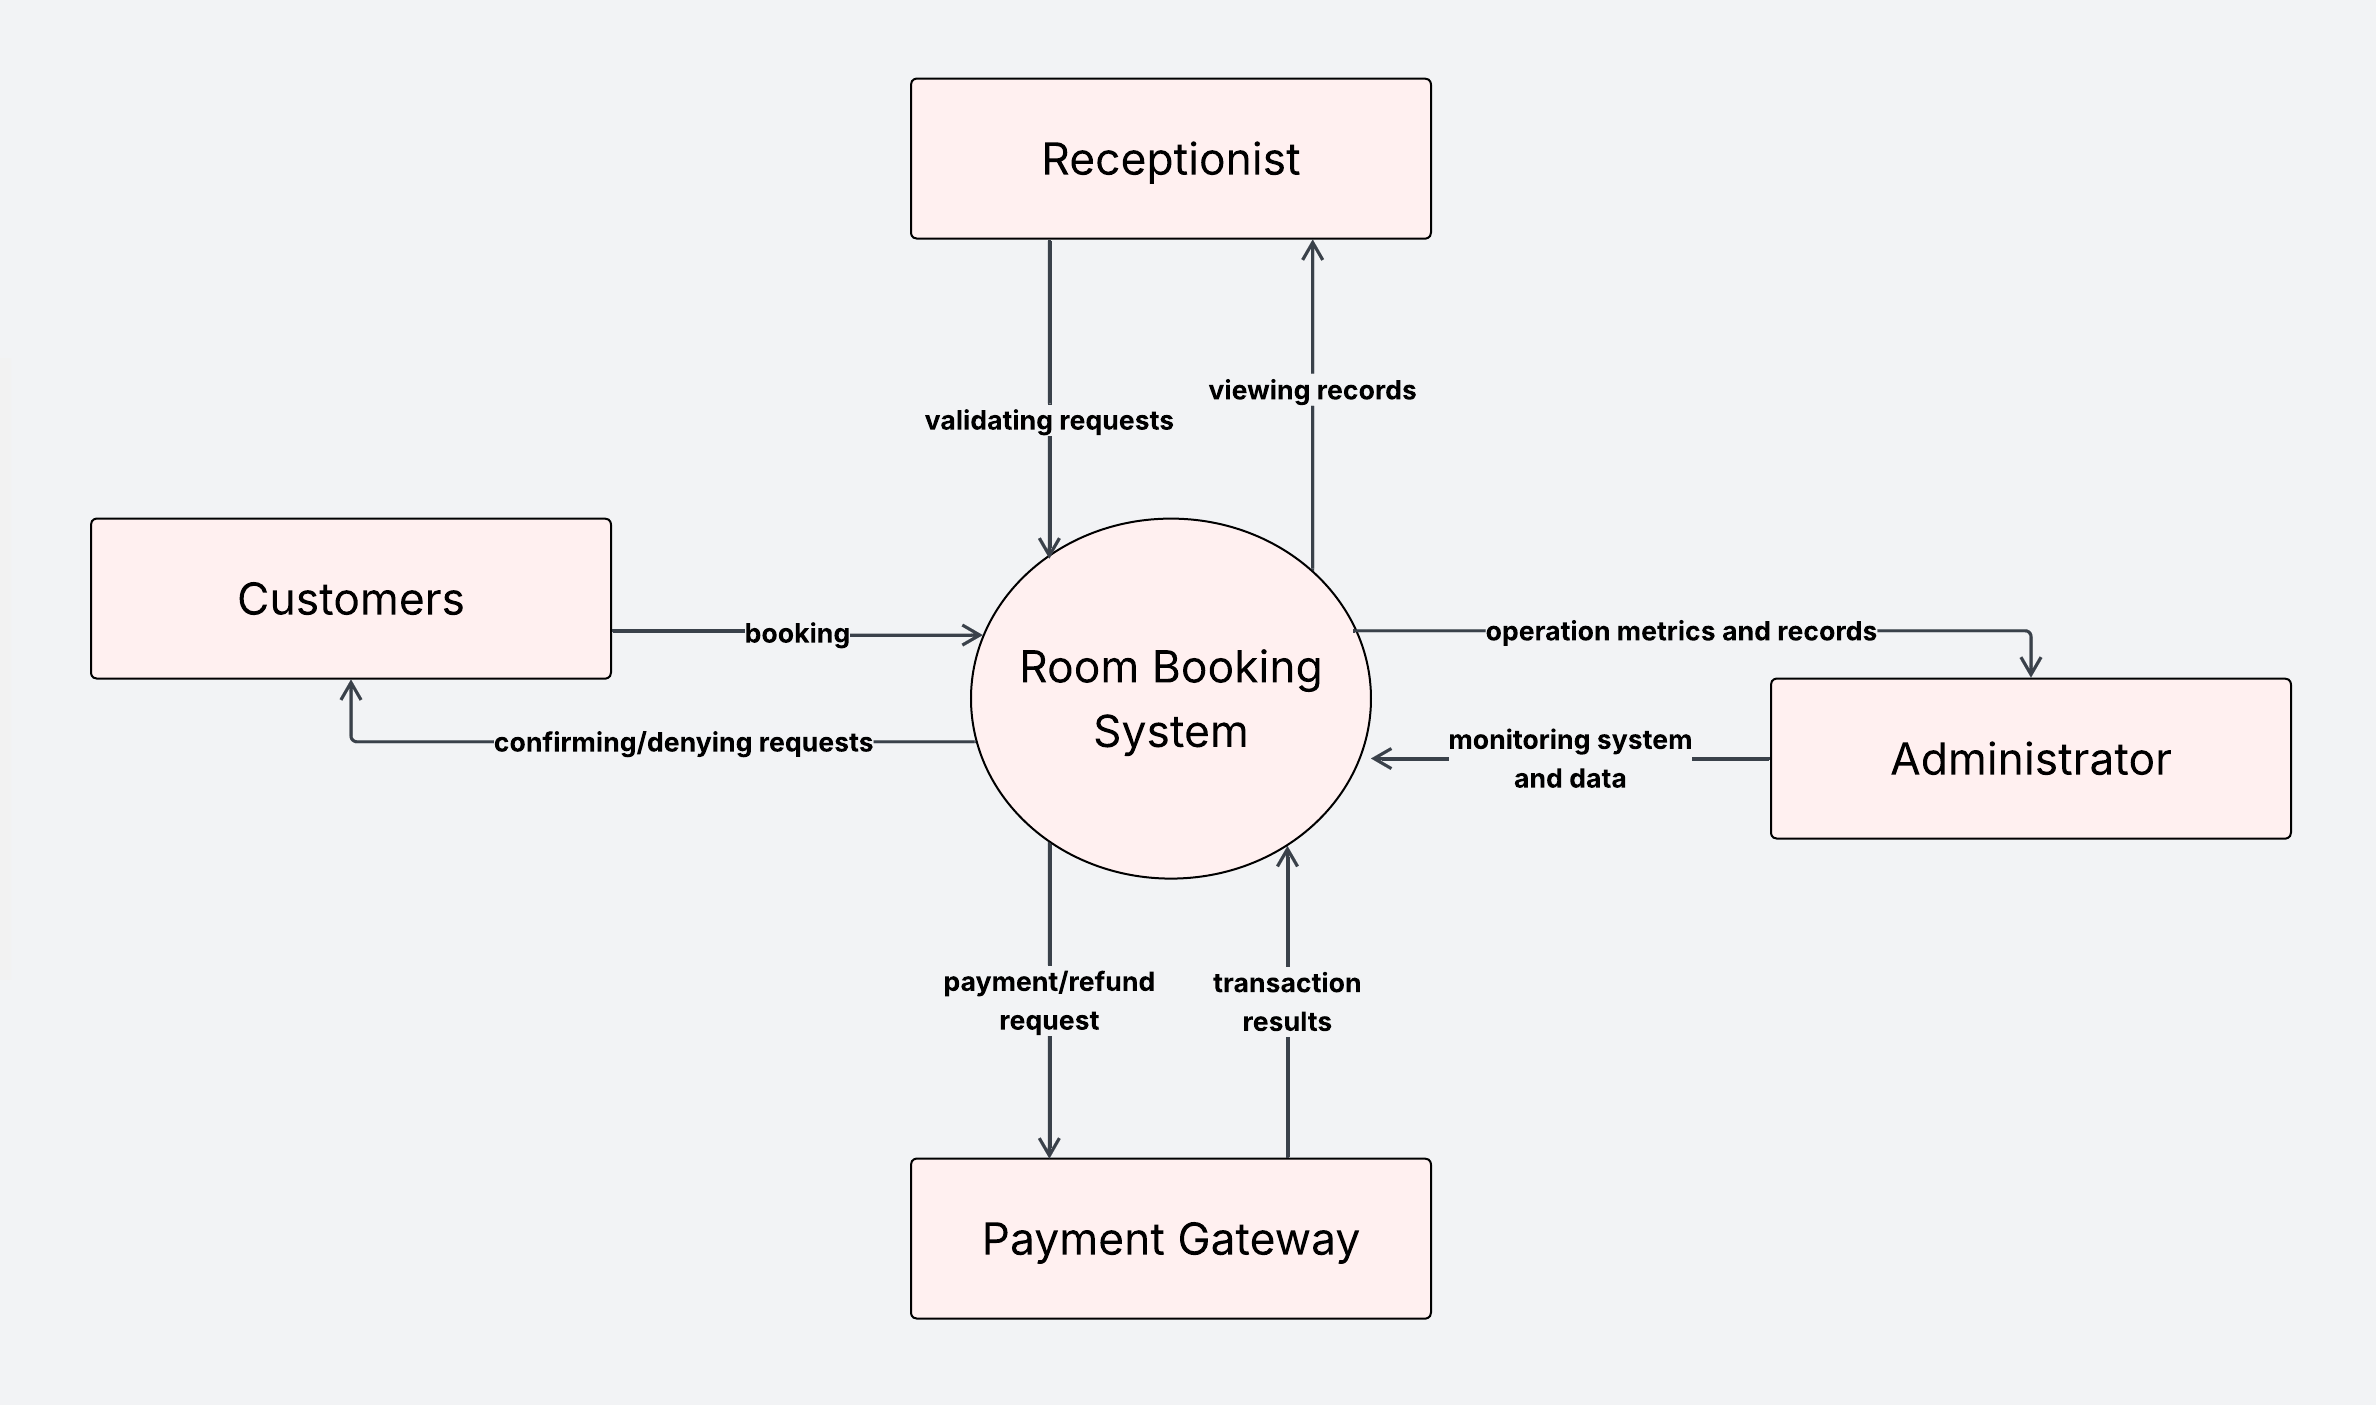 Receptionist
viewing records
validating requests
Customers
booking
Room Booking
System
operation metrics and records
confirming/denying requests
monitoring system
and data
Administrator
payment/refund
request
transaction
results
Payment Gateway